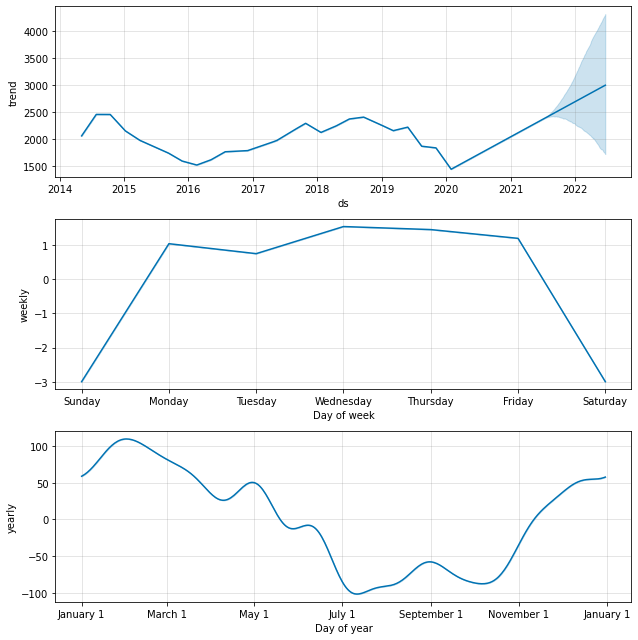 4000
3500
3000
2500
2000
1500
trend
2014 2015 2016 2017 2018 2019 2020 2021 2022
ds
1
0
−1
−2
−3
weekly
Sunday Monday Tuesday Wednesday Thursday Friday Saturday
Day of week
100
50
0
−50
−100
yearly
January 1 March 1 May 1 July 1 September 1 November 1 January 1
Day of year